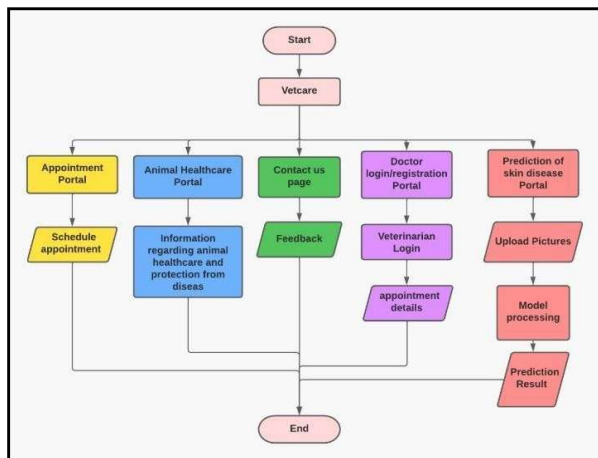 Start
Vetcare
Appointment
Portal
Animal Healthcare
Portal
Contact us
page
Doctor
login/registration
Portal
Prediction of
skin disease
Portal
Schedule
appointment
Information
regarding animal
healthcare and
protection from
diseas
Feedback
Veterinarian
Login
Upload Pictures
appointment
details
Model
processing
Prediction
Result
End